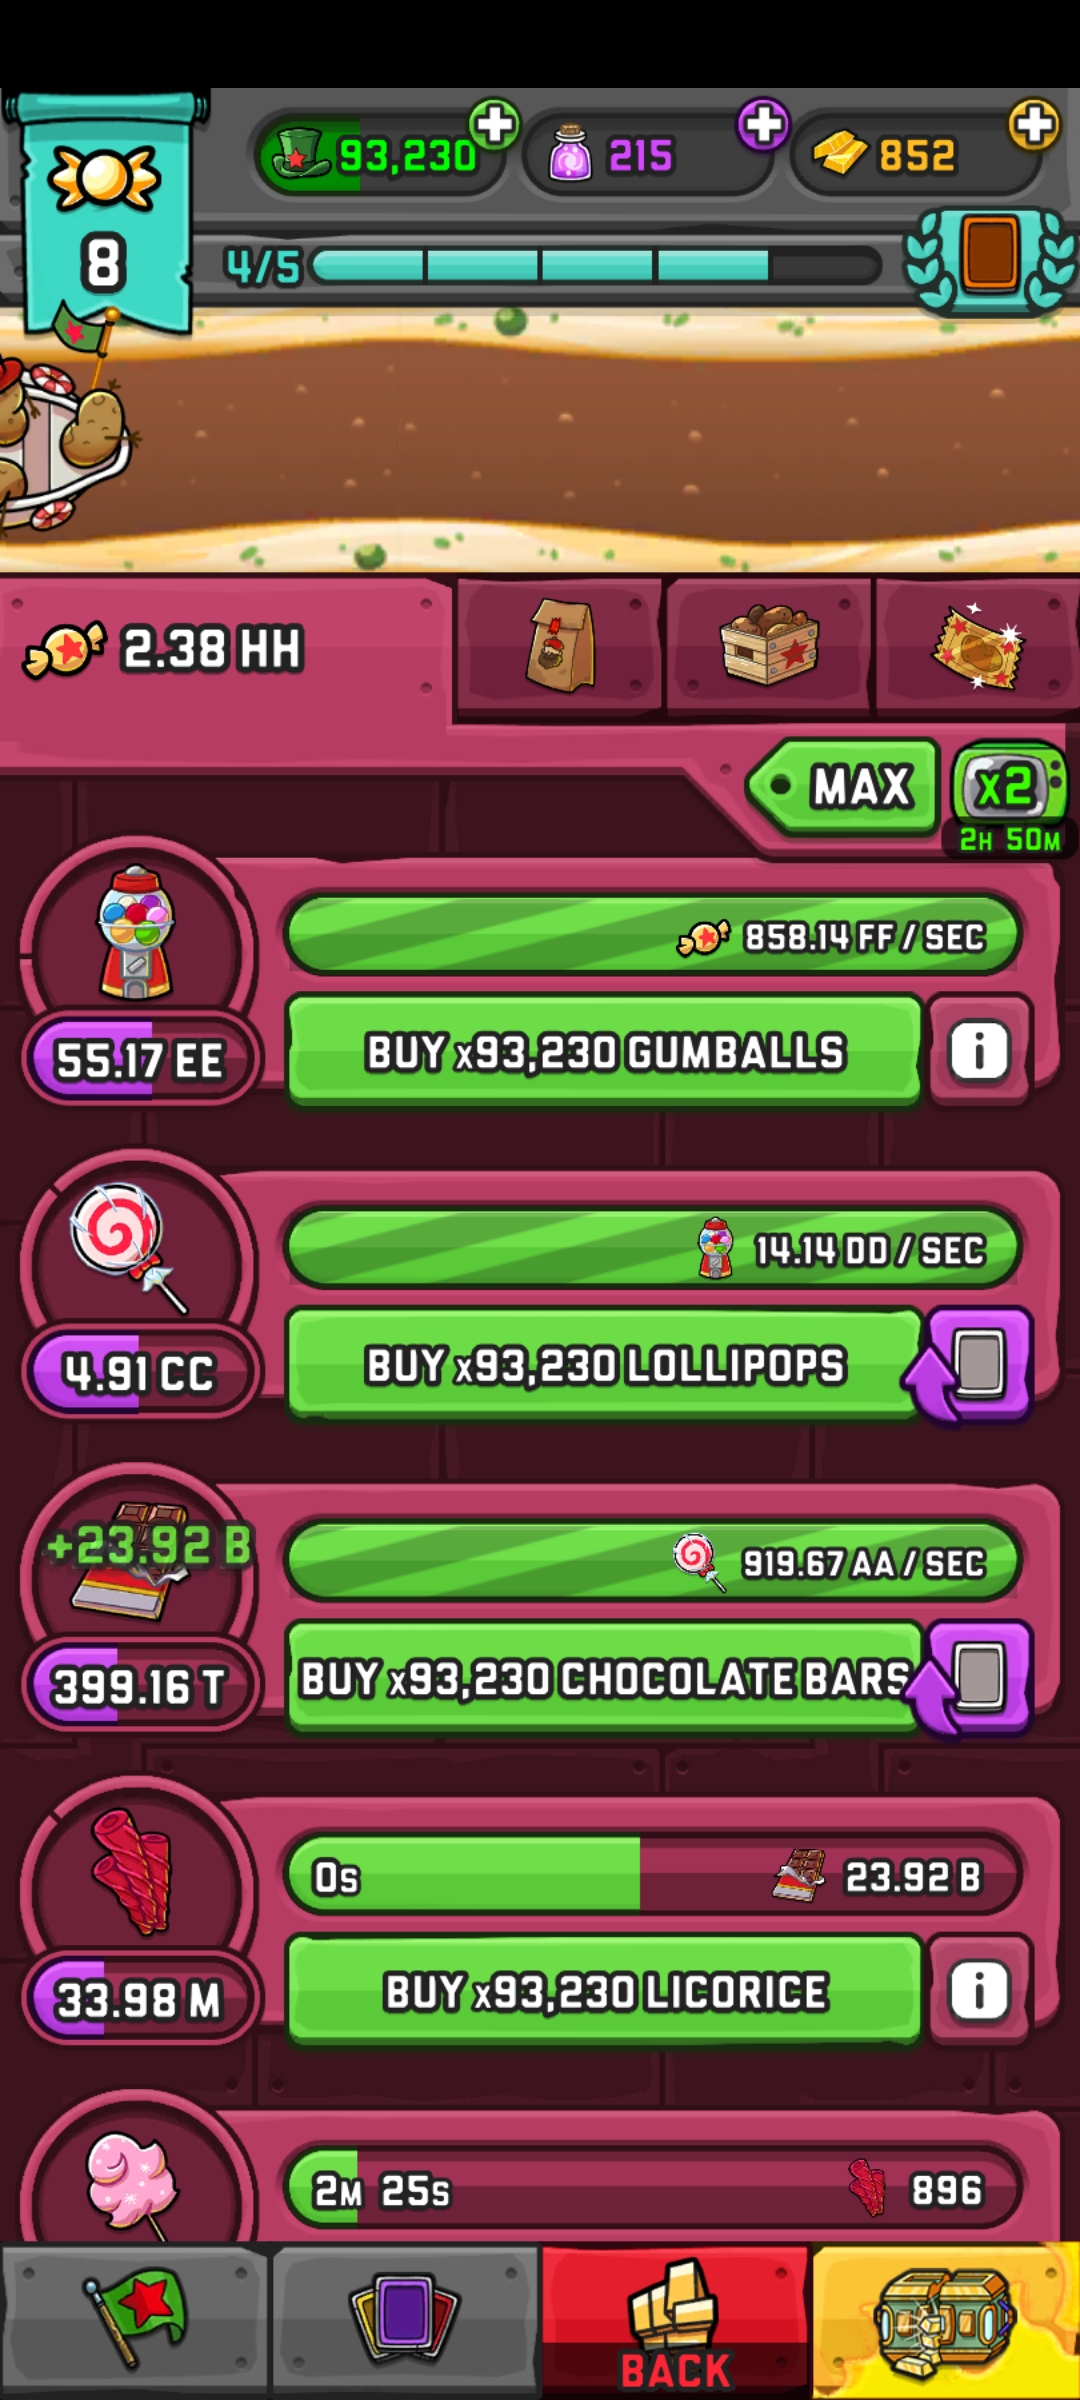 93,230
215
852
8
4/5
2.38 HH
MAX
x2
2H 50M
858.14 FF / SEC
55.17 EE
BUY x93,230 GUMBALLS
i
14.14 DD / SEC
4.91 CC
BUY x93,230 LOLLIPOPS
+23.92 B
919.67 AA / SEC
399.16 T
BUY x93,230 CHOCOLATE BARS
0s
23.92 B
33.98 M
BUY x93,230 LICORICE
i
2M 25s
896
BACK